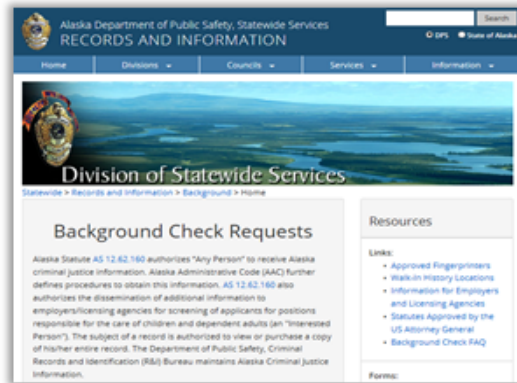 Alaska Department of Public Safety, Statewide Services
Search
RECORDS AND INFORMATION
DPS State of Alaska
Home Divisions Councils Services Information
Division of Statewide Services
Statewide > Records and Information > Background > Home
Background Check Requests
Alaska Statute AS 12.62.160 authorizes "Any Person" to receive Alaska
criminal justice information. Alaska Administrative Code (AAC) further
defines procedures to obtain this information. AS 12.62.160 also
authorizes the dissemination of additional information to
employers/licensing agencies for screening of applicants for positions
responsible for the care of children and dependent adults (an "Interested
Person"). The subject of a record is authorized to view or purchase a copy
of his/her entire record. The Department of Public Safety, Criminal
Records and Identification (R&I) Bureau maintains Alaska Criminal Justice
Information.
Resources
Links:
Approved Fingerprinters
Walk-in History Locations
Information for Employers
and Licensing Agencies
Statutes Approved by the
US Attorney General
Background Check FAQ
Forms: